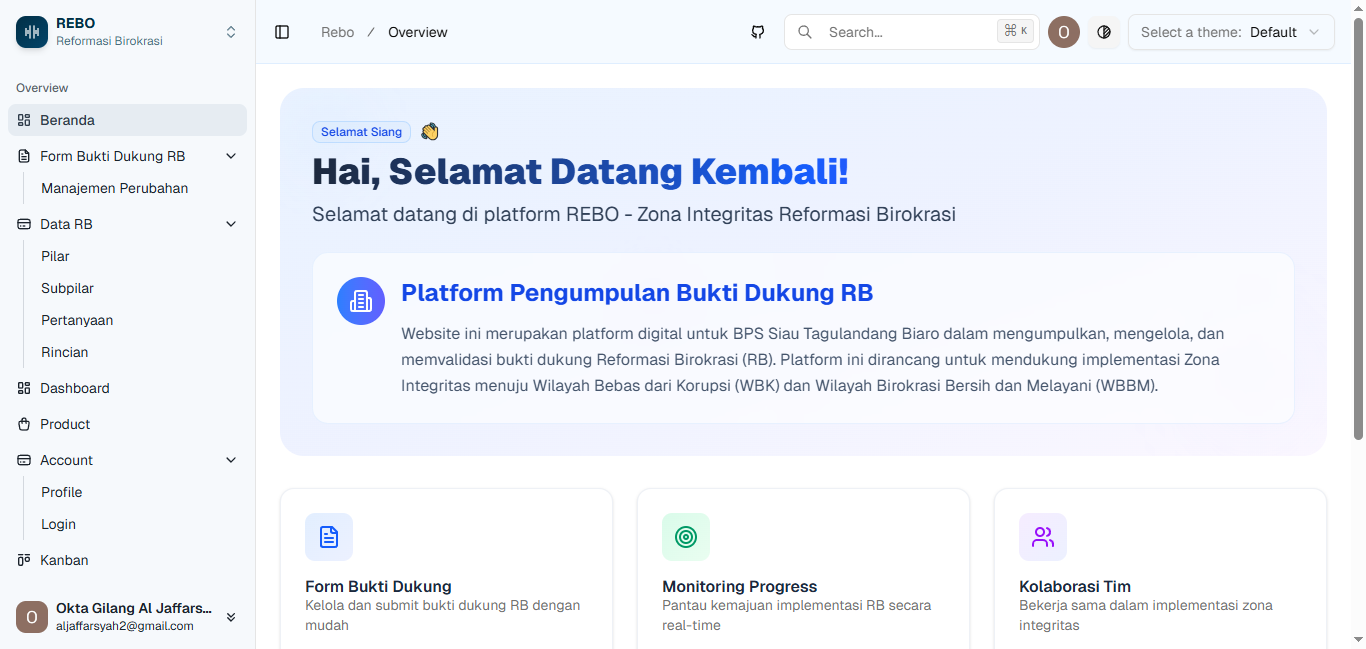 REBO
Reformasi Birokrasi
Overview
Beranda
Form Bukti Dukung RB
Manajemen Perubahan
Data RB
Pilar
Subpilar
Pertanyaan
Rincian
Dashboard
Product
Account
Profile
Login
Kanban
O
Okta Gilang Al Jaffars...
aljaffarsyah2@gmail.com
Rebo / Overview
Search...
⌘ K
O
Select a theme: Default
Selamat Siang 👋
Hai, Selamat Datang Kembali!
Selamat datang di platform REBO - Zona Integritas Reformasi Birokrasi
Platform Pengumpulan Bukti Dukung RB
Website ini merupakan platform digital untuk BPS Siau Tagulandang Biaro dalam mengumpulkan, mengelola, dan
memvalidasi bukti dukung Reformasi Birokrasi (RB). Platform ini dirancang untuk mendukung implementasi Zona
Integritas menuju Wilayah Bebas dari Korupsi (WBK) dan Wilayah Birokrasi Bersih dan Melayani (WBBM).
Form Bukti Dukung
Kelola dan submit bukti dukung RB dengan
mudah
Monitoring Progress
Pantau kemajuan implementasi RB secara
real-time
Kolaborasi Tim
Bekerja sama dalam implementasi zona
integritas